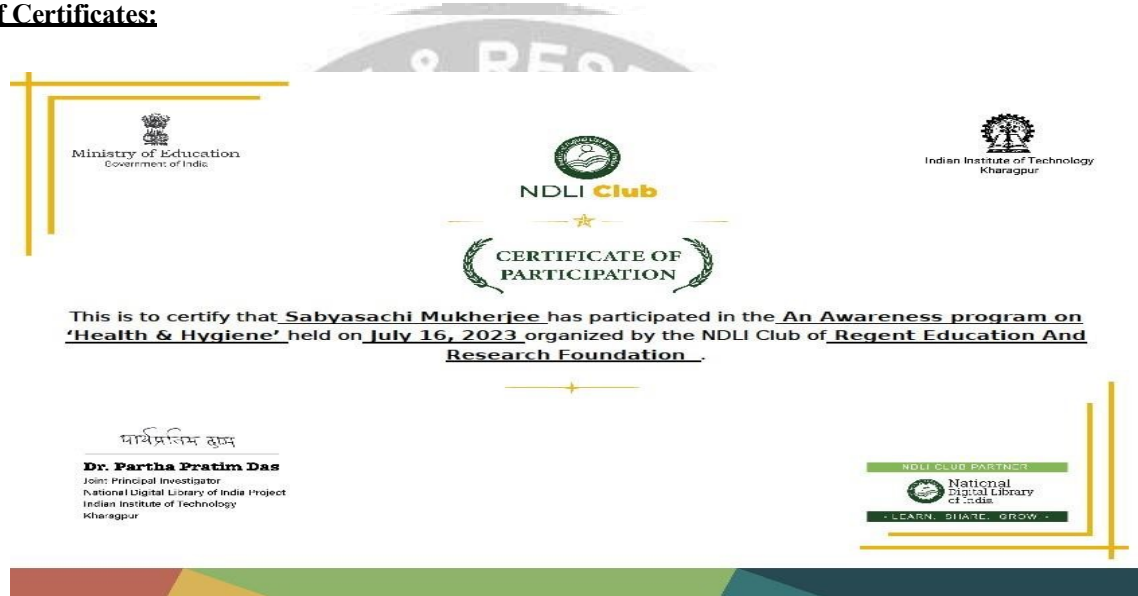 f Certificates:
& RES
Ministry of Education
Government of India
Indian Institute of Technology
Kharagpur
NDLI Club
CERTIFICATE OF
PARTICIPATION
This is to certify that Sabyasachi Mukherjee has participated in the An Awareness program on
‘Health & Hygiene’ held on July 16, 2023 organized by the NDLI Club of Regent Education And
Research Foundation .
Dr. Partha Pratim Das
Joint Principal Investigator
National Digital Library of India Project
Indian Institute of Technology
Kharagpur
NDLI CLUB PARTNER
National
Digital Library
of India
- LEARN. SHARE. GROW -